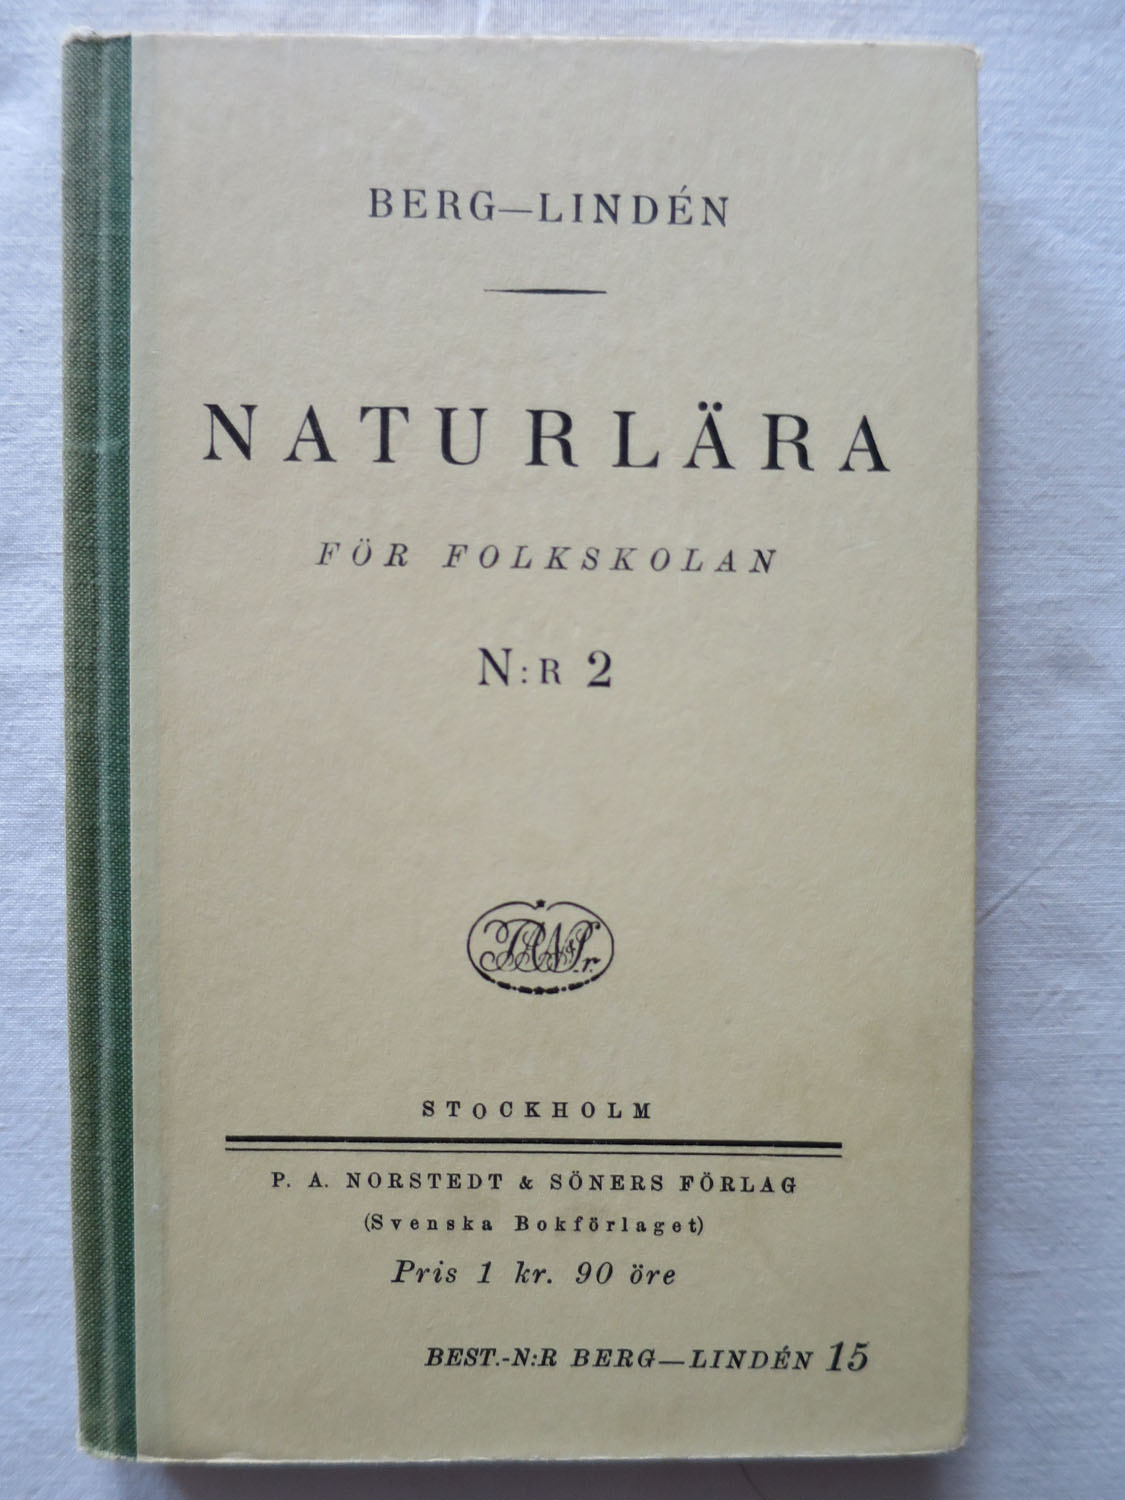 BERG—LINDÉN
NATURLÄRA
FÖR FOLKSKOLAN
N:R 2
STOCKHOLM
P. A. NORSTEDT & SÖNERS FÖRLAG
(Svenska Bokförlaget)
Pris 1 kr. 90 öre
BEST.-N:R BERG—LINDÉN 15